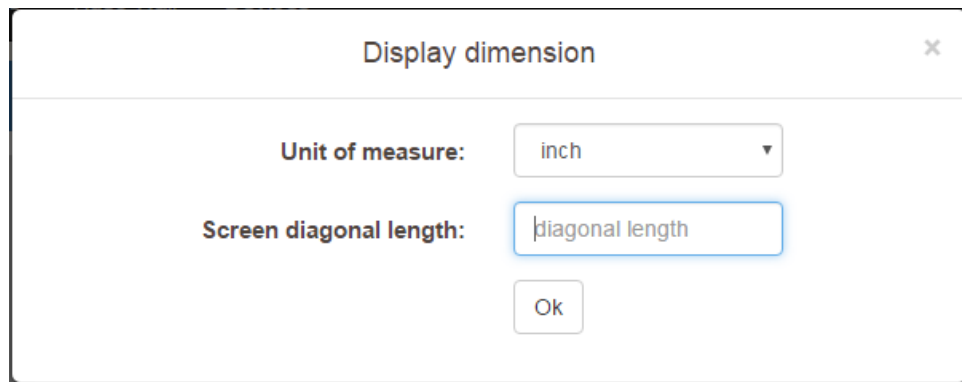 Display dimension ×
Unit of measure: inch
Screen diagonal length: diagonal length
Ok